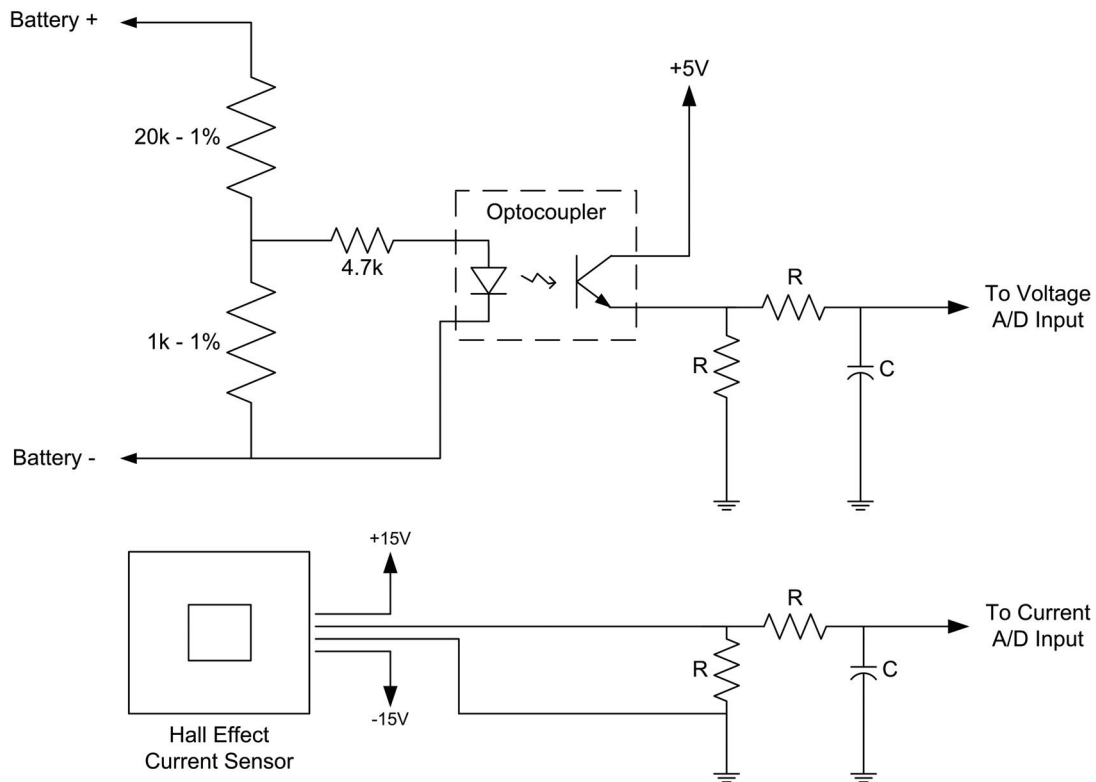 Battery +
+5V
20k - 1%
Optocoupler
4.7k
R
To Voltage
A/D Input
1k - 1%
R
C
Battery -
+15V
R
To Current
A/D Input
R
C
-15V
Hall Effect
Current Sensor